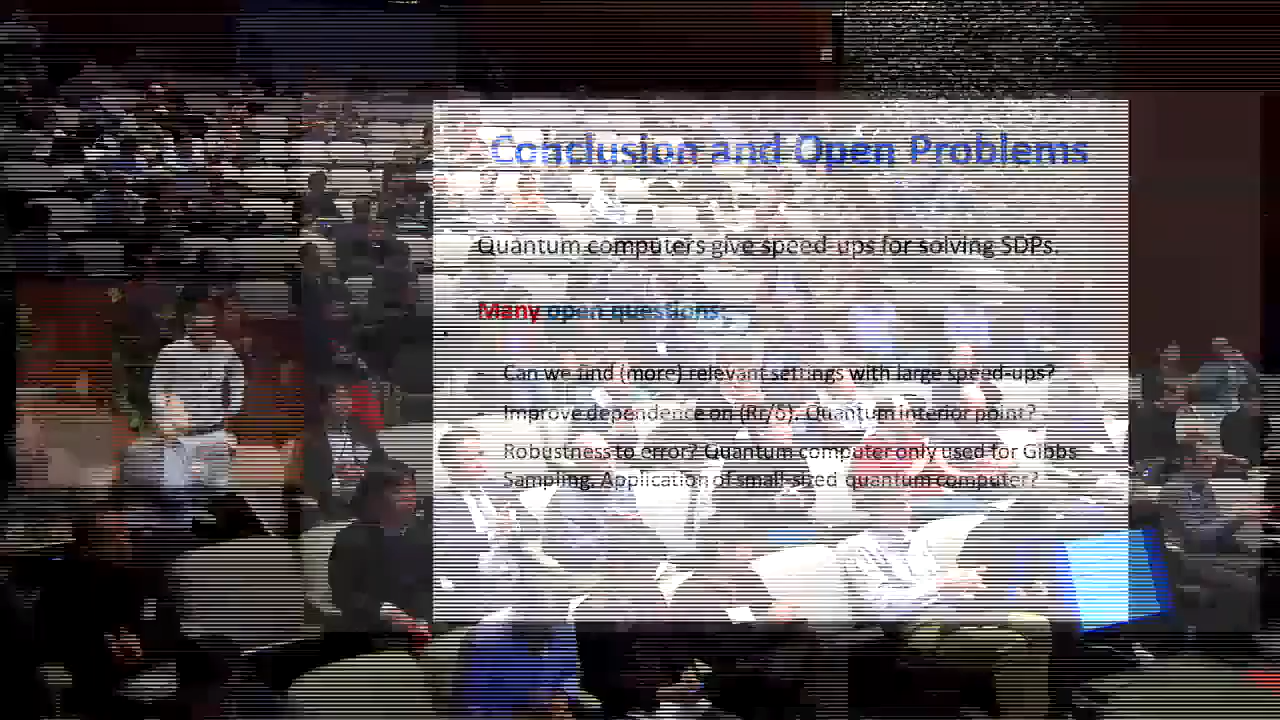 Conclusion and Open Problems
Quantum computers give speed-ups for solving SDPs.
Many open questions:
Can we find (more) relevant settings with large speed-ups?
Improve dependence on (Rr/δ). Quantum interior point?
Robustness to error? Quantum computer only used for Gibbs
Sampling. Application of small-sized quantum computer?